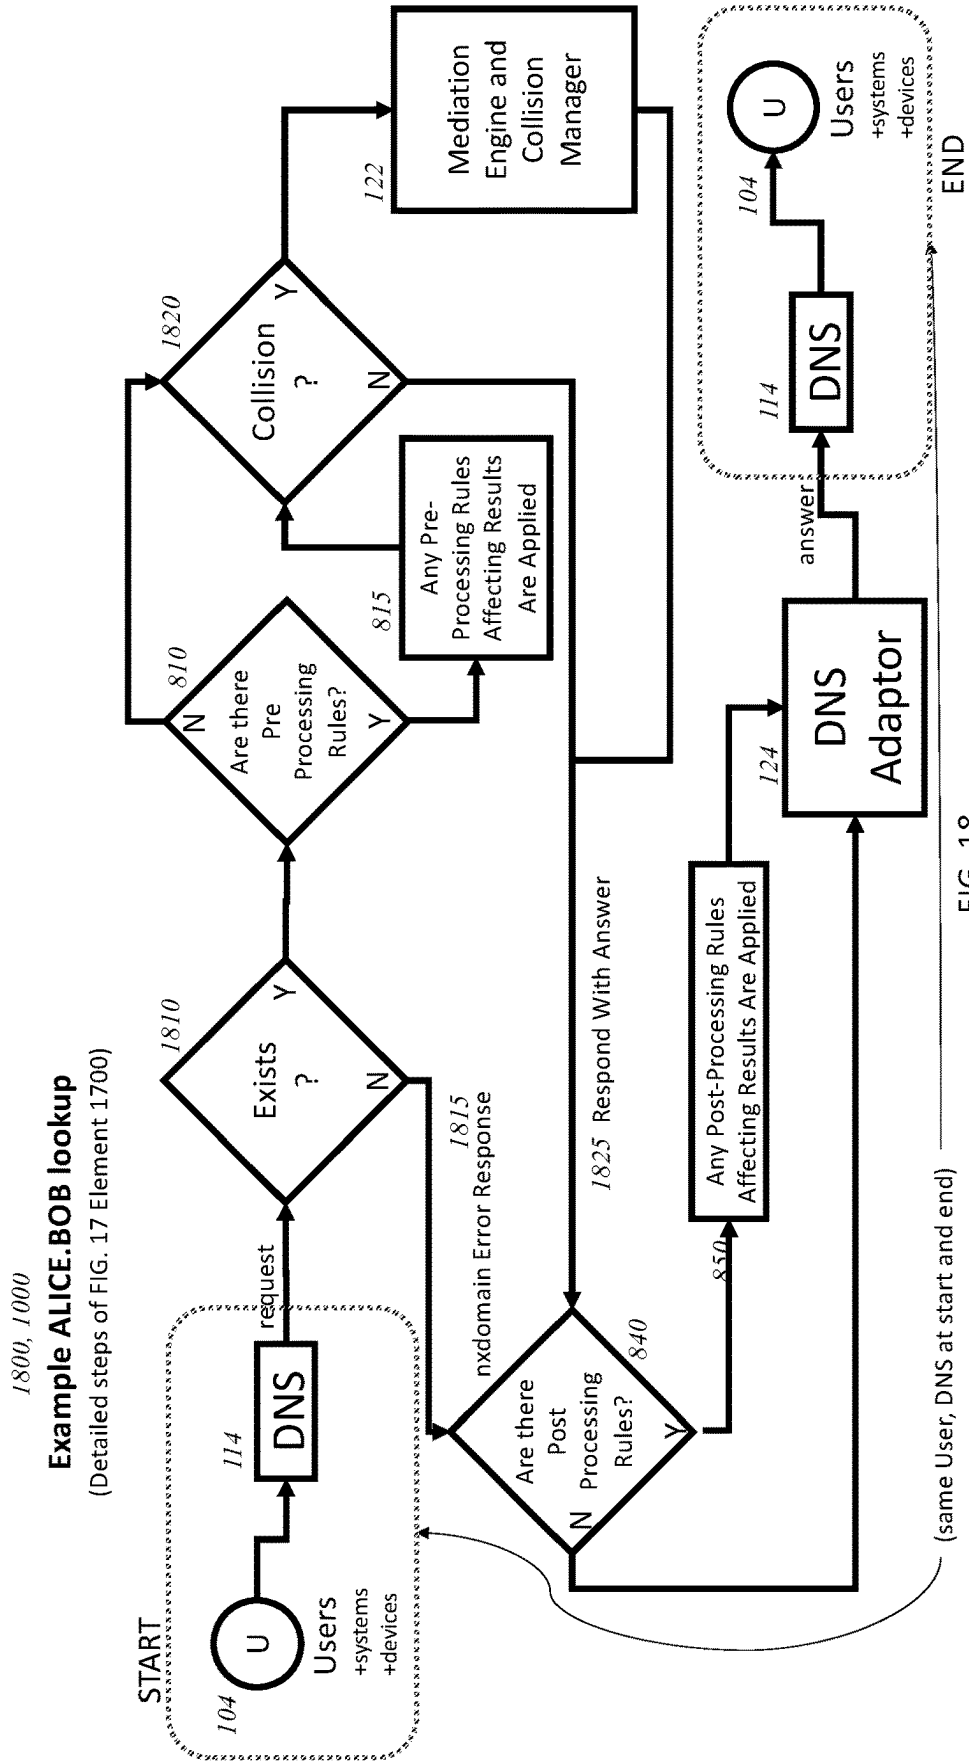 1800, 1000
Example ALICE.BOB lookup
(Detailed steps of FIG. 17 Element 1700)
START
104
U
Users
+systems
+devices
114
DNS
request
1810
Exists
?
Y
N
1815
nxdomain Error Response
810
N
Are there
Pre
Processing
Rules?
Y
815
Any Pre-
Processing Rules
Affecting Results
Are Applied
1820
Collision
?
Y
N
122
Mediation
Engine and
Collision
Manager
1825 Respond With Answer
840
Are there
Post
Processing
Rules?
N
Y
850
Any Post-Processing Rules
Affecting Results Are Applied
124
DNS
Adaptor
answer
114
DNS
104
U
Users
+systems
+devices
END
(same User, DNS at start and end)
FIG. 18